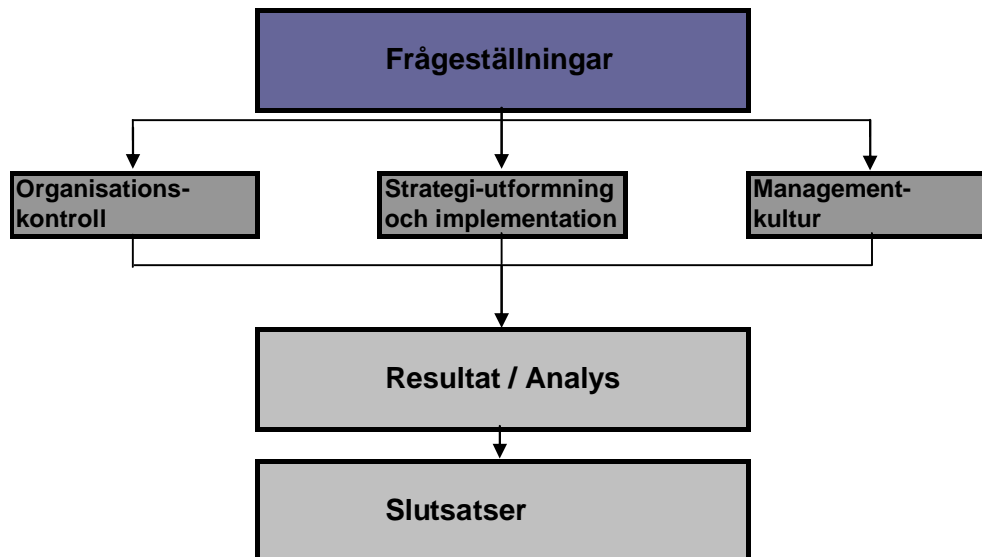 Frågeställningar
Organisations-
kontroll
Strategi-utformning
och implementation
Management-
kultur
Resultat / Analys
Slutsatser